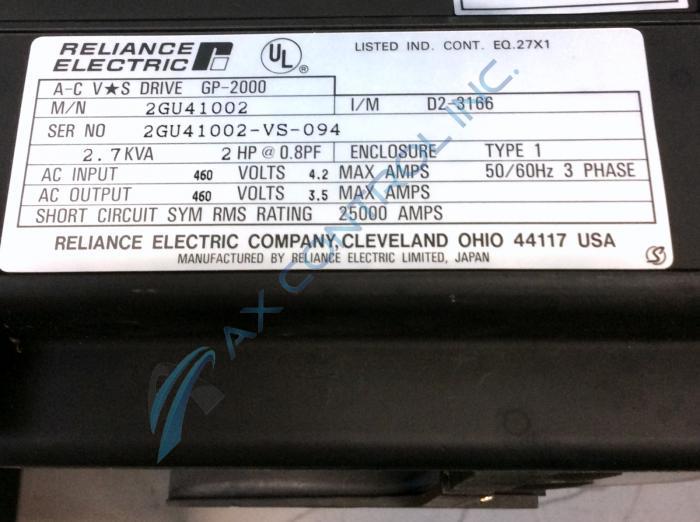 RELIANCE
ELECTRIC
UL
®
LISTED IND. CONT. EQ.27X1
A-C V★S DRIVE GP-2000
M/N 2GU41002 I/M D2-3166
SER NO 2GU41002-VS-094
2.7KVA 2 HP @ 0.8PF ENCLOSURE TYPE 1
AC INPUT 460 VOLTS 4.2 MAX AMPS 50/60Hz 3 PHASE
AC OUTPUT 460 VOLTS 3.5 MAX AMPS
SHORT CIRCUIT SYM RMS RATING 25000 AMPS
RELIANCE ELECTRIC COMPANY, CLEVELAND OHIO 44117 USA
MANUFACTURED BY RELIANCE ELECTRIC LIMITED, JAPAN
S
AX CONTROL INC.